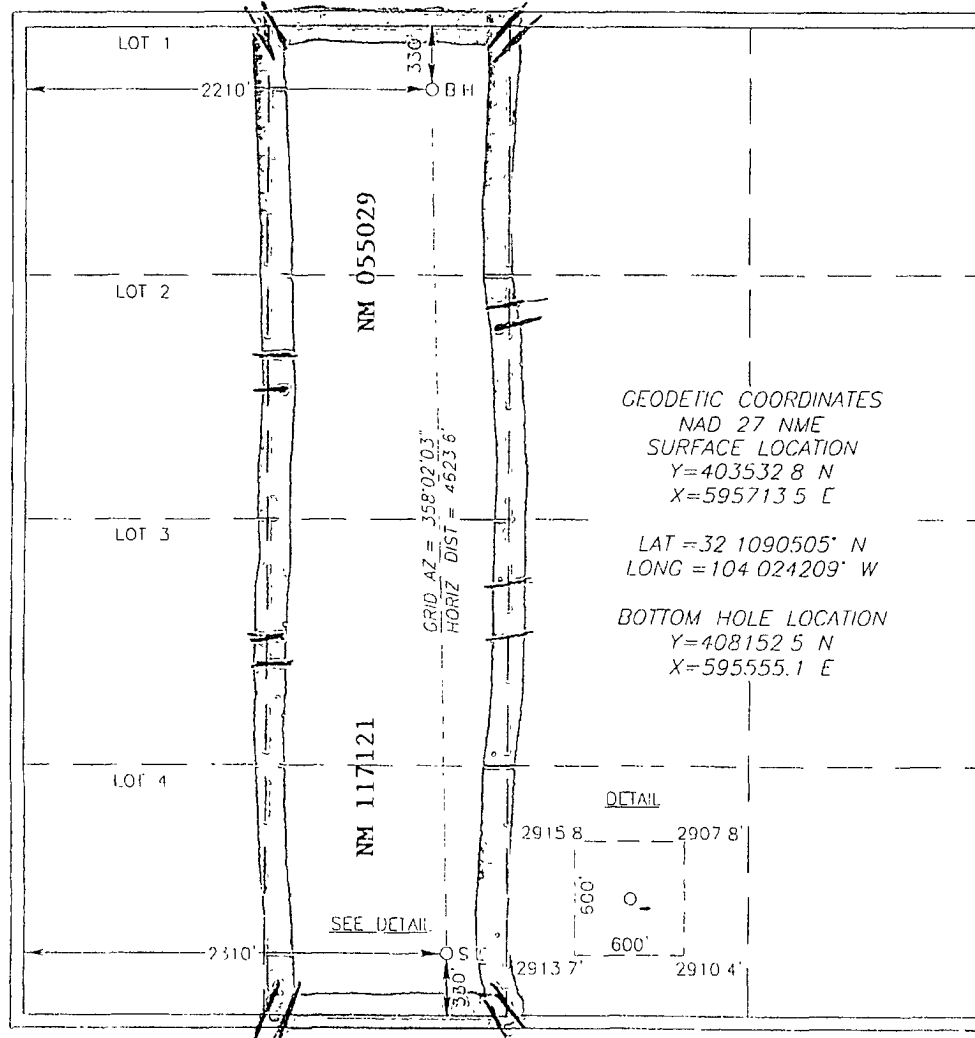 LOT 1
330'
2210'
B H
NM 055029
LOT 2
GEODETIC COORDINATES
NAD 27 NME
SURFACE LOCATION
Y=403532 8 N
X=595713 5 E
LAT =32 1090505° N
LONG =104 024209° W
BOTTOM HOLE LOCATION
Y=408152 5 N
X=595555.1 E
LOT 3
GRID AZ = 358°02'03"
HORIZ DIST = 4623 6'
LOT 4
NM 117121
DETAIL
2915 8
2907 8'
600'
600'
2913 7'
2910 4'
SEE DETAIL
2310'
S
330'